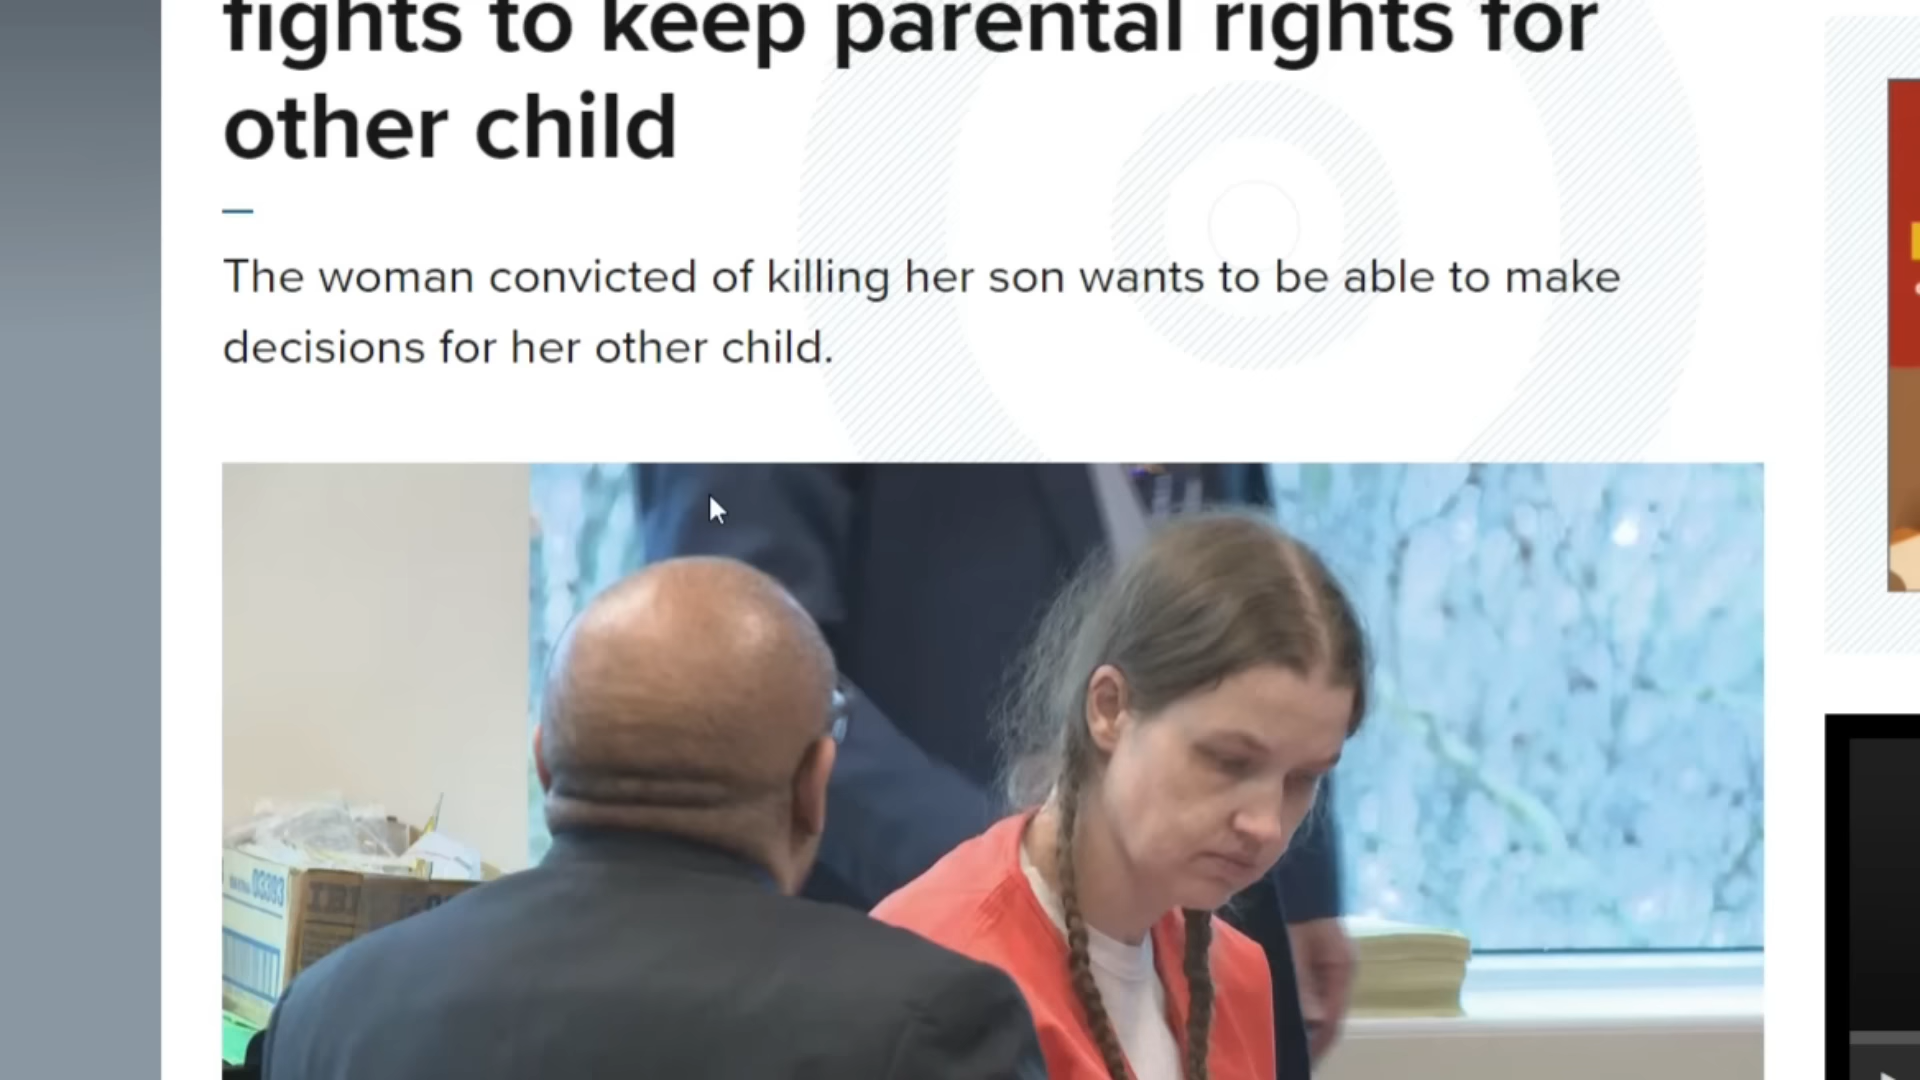 fights to keep parental rights for
other child
The woman convicted of killing her son wants to be able to make
decisions for her other child.
03393